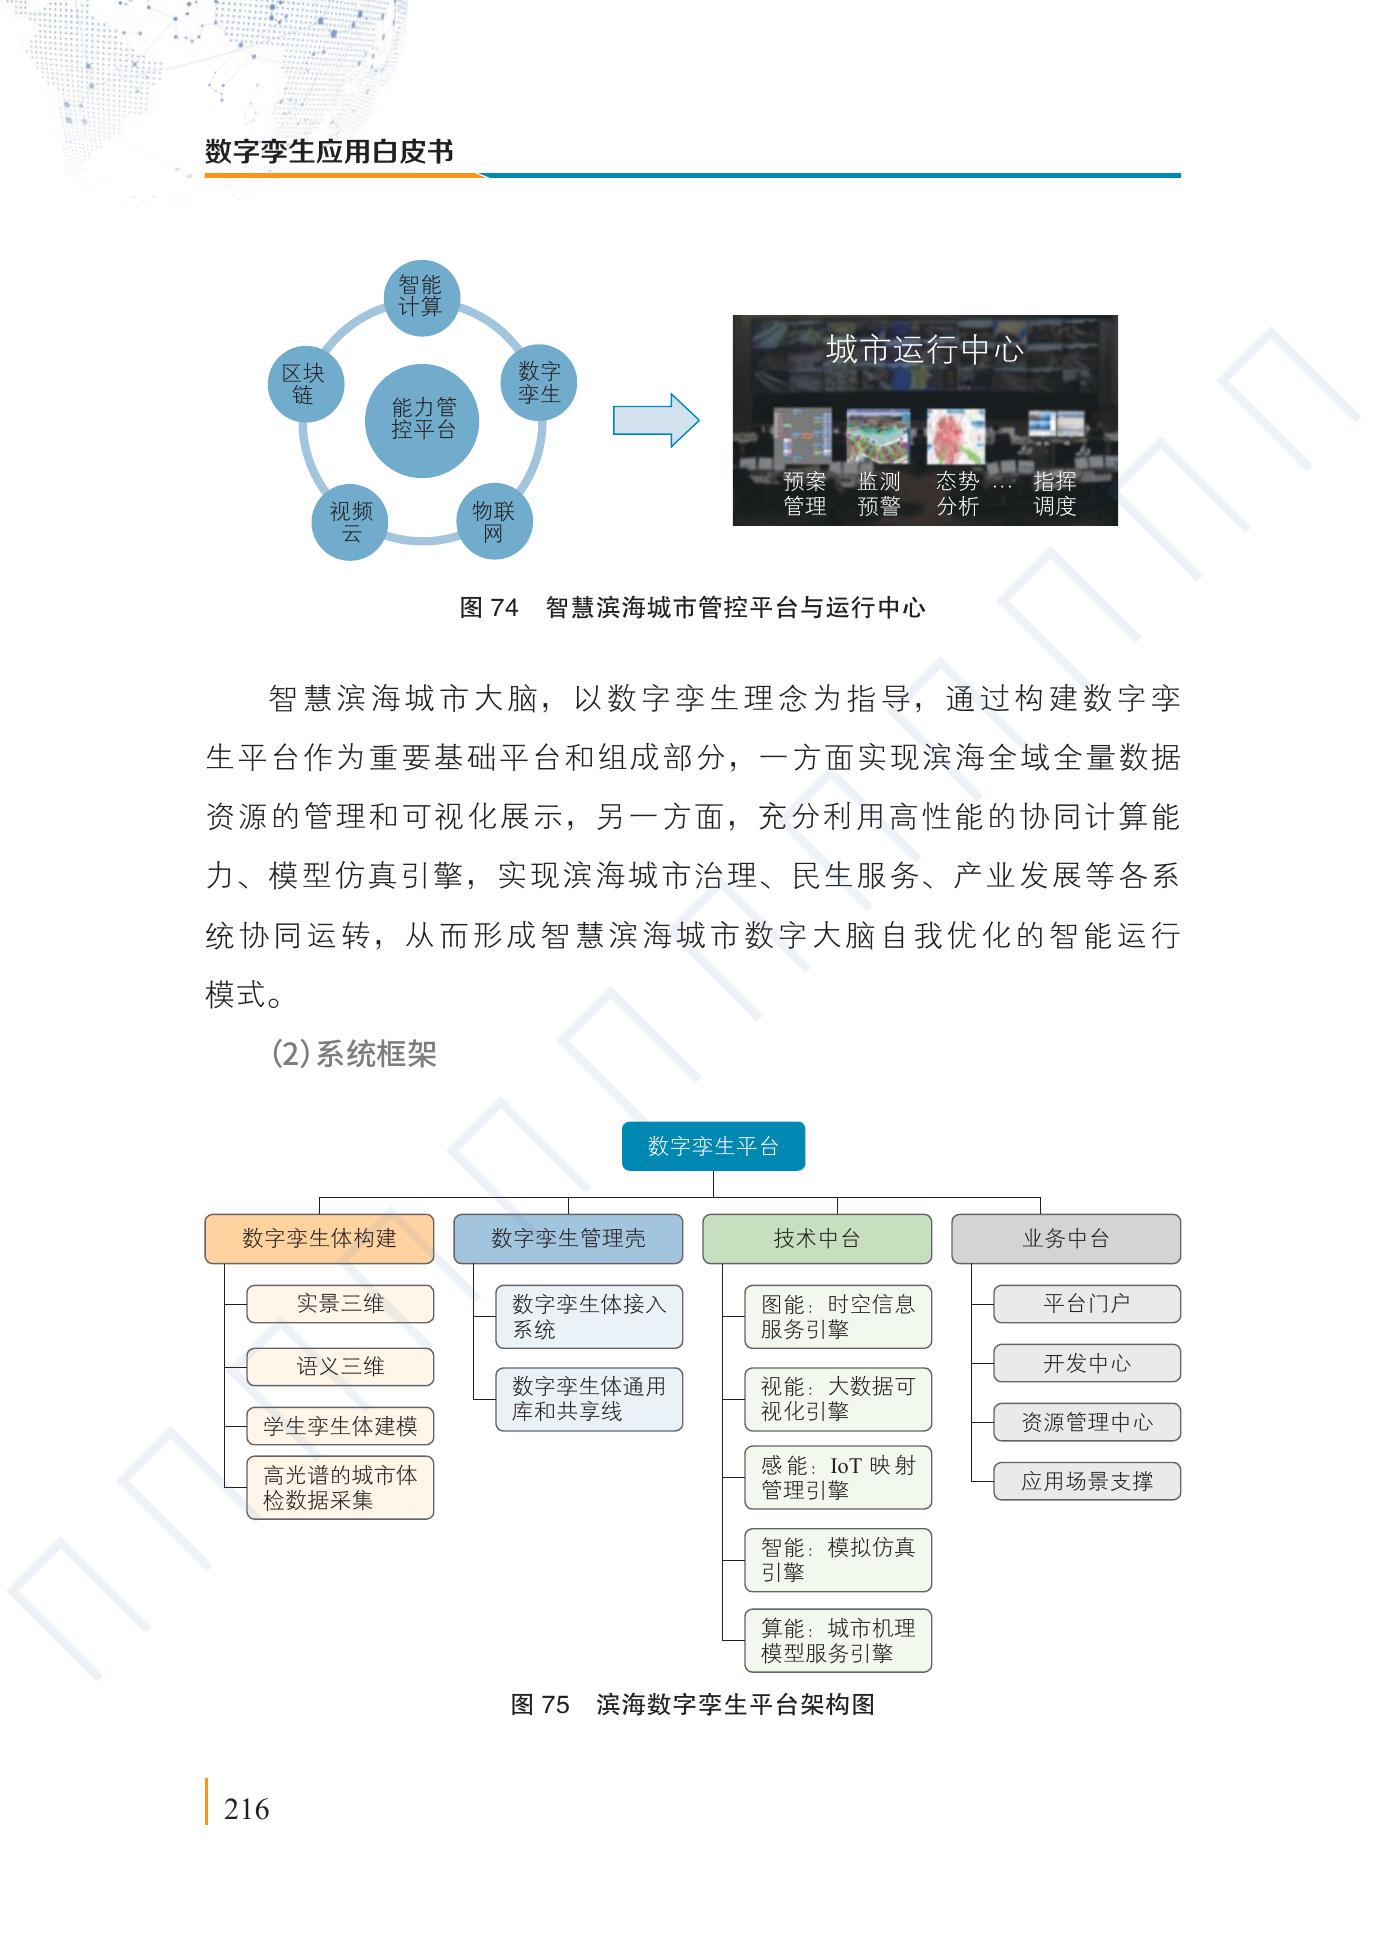 数字孪生应用白皮书
智能
计算
区块
链
数字
孪生
能力管
控平台
视频
云
物联
网
城市运行中心
预案
管理
监测
预警
态势
分析
...
指挥
调度
图 74 智慧滨海城市管控平台与运行中心
智慧滨海城市大脑，以数字孪生理念为指导，通过构建数字孪
生平台作为重要基础平台和组成部分，一方面实现滨海全域全量数据
资源的管理和可视化展示，另一方面，充分利用高性能的协同计算能
力、模型仿真引擎，实现滨海城市治理、民生服务、产业发展等各系
统协同运转，从而形成智慧滨海城市数字大脑自我优化的智能运行
模式。
（2）系统框架
数字孪生平台
数字孪生体构建
实景三维
语义三维
学生孪生体建模
高光谱的城市体
检数据采集
数字孪生管理壳
数字孪生体接入
系统
数字孪生体通用
库和共享线
技术中台
图能：时空信息
服务引擎
视能：大数据可
视化引擎
感能：IoT 映射
管理引擎
智能：模拟仿真
引擎
算能：城市机理
模型服务引擎
业务中台
平台门户
开发中心
资源管理中心
应用场景支撑
图 75 滨海数字孪生平台架构图
216